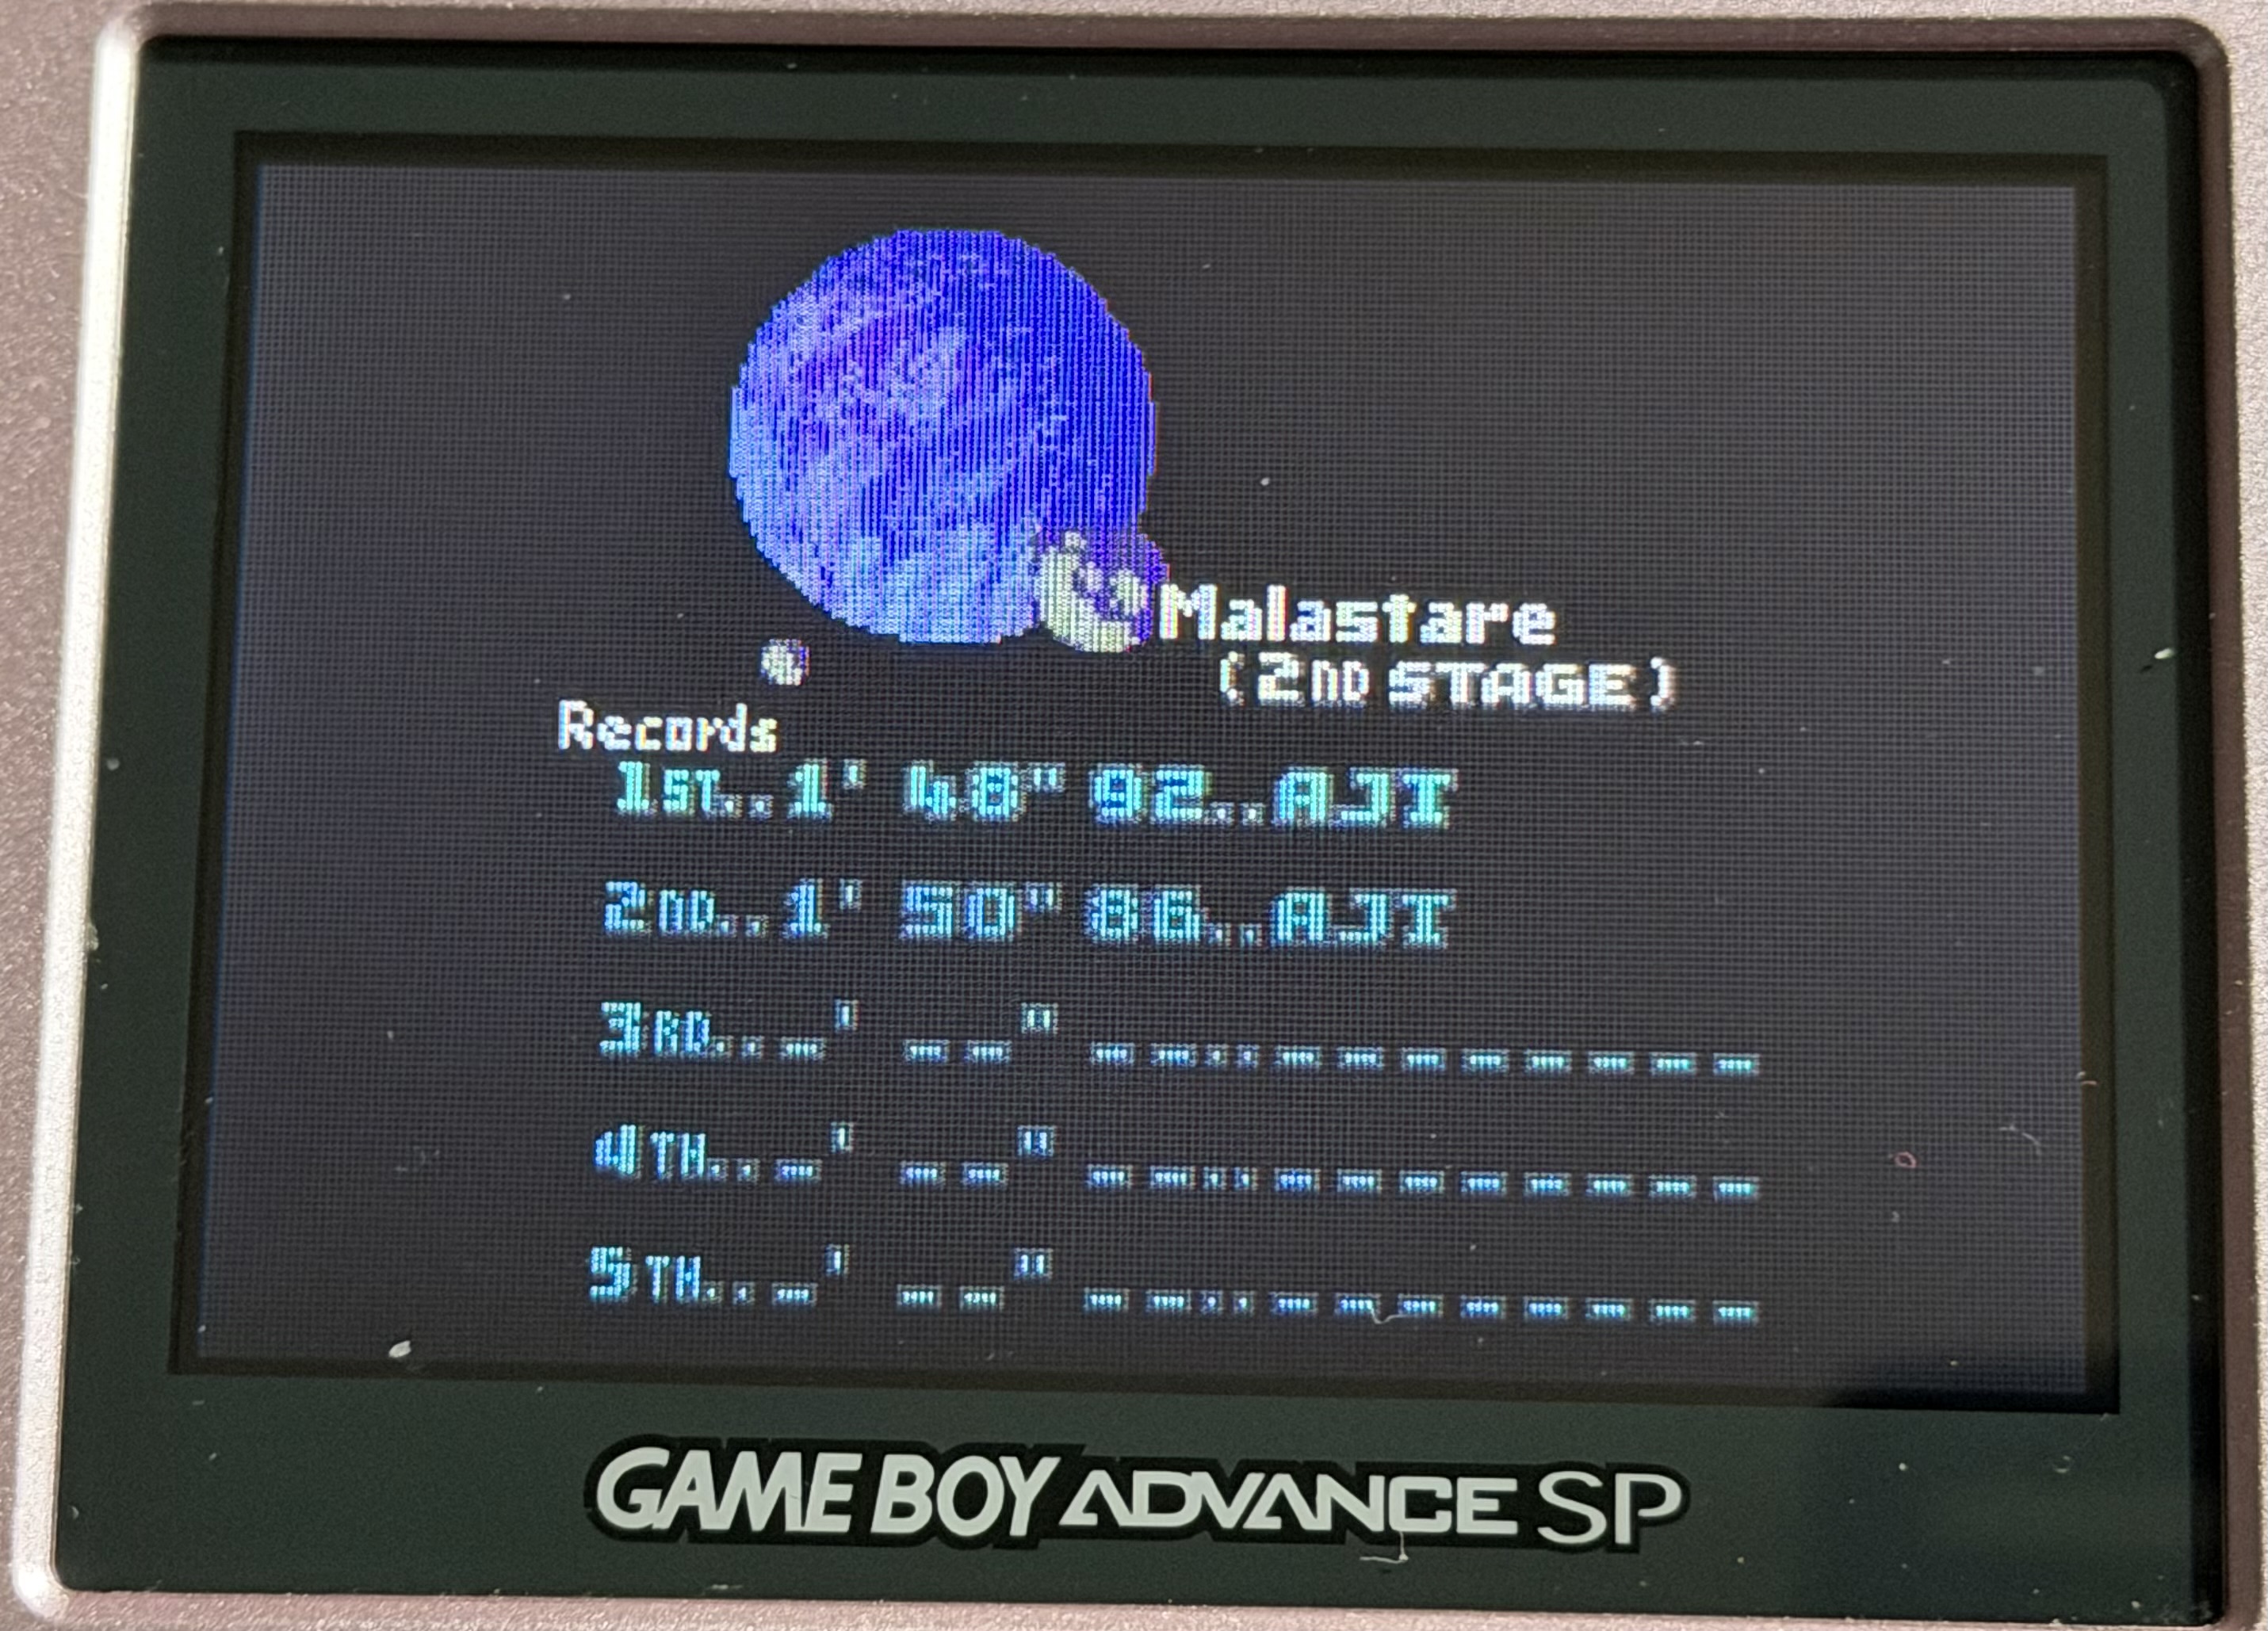 Malastare
(2ND STAGE)
Records
1ST..1' 48" 92..AJI
2ND..1' 50" 86..AJI
3RD.._' _ _" _ _.._ _ _ _ _ _ _ _
4TH.._' _ _" _ _.._ _ _ _ _ _ _ _
5TH.._' _ _" _ _.._ _ _ _ _ _ _ _
GAME BOY ADVANCE SP